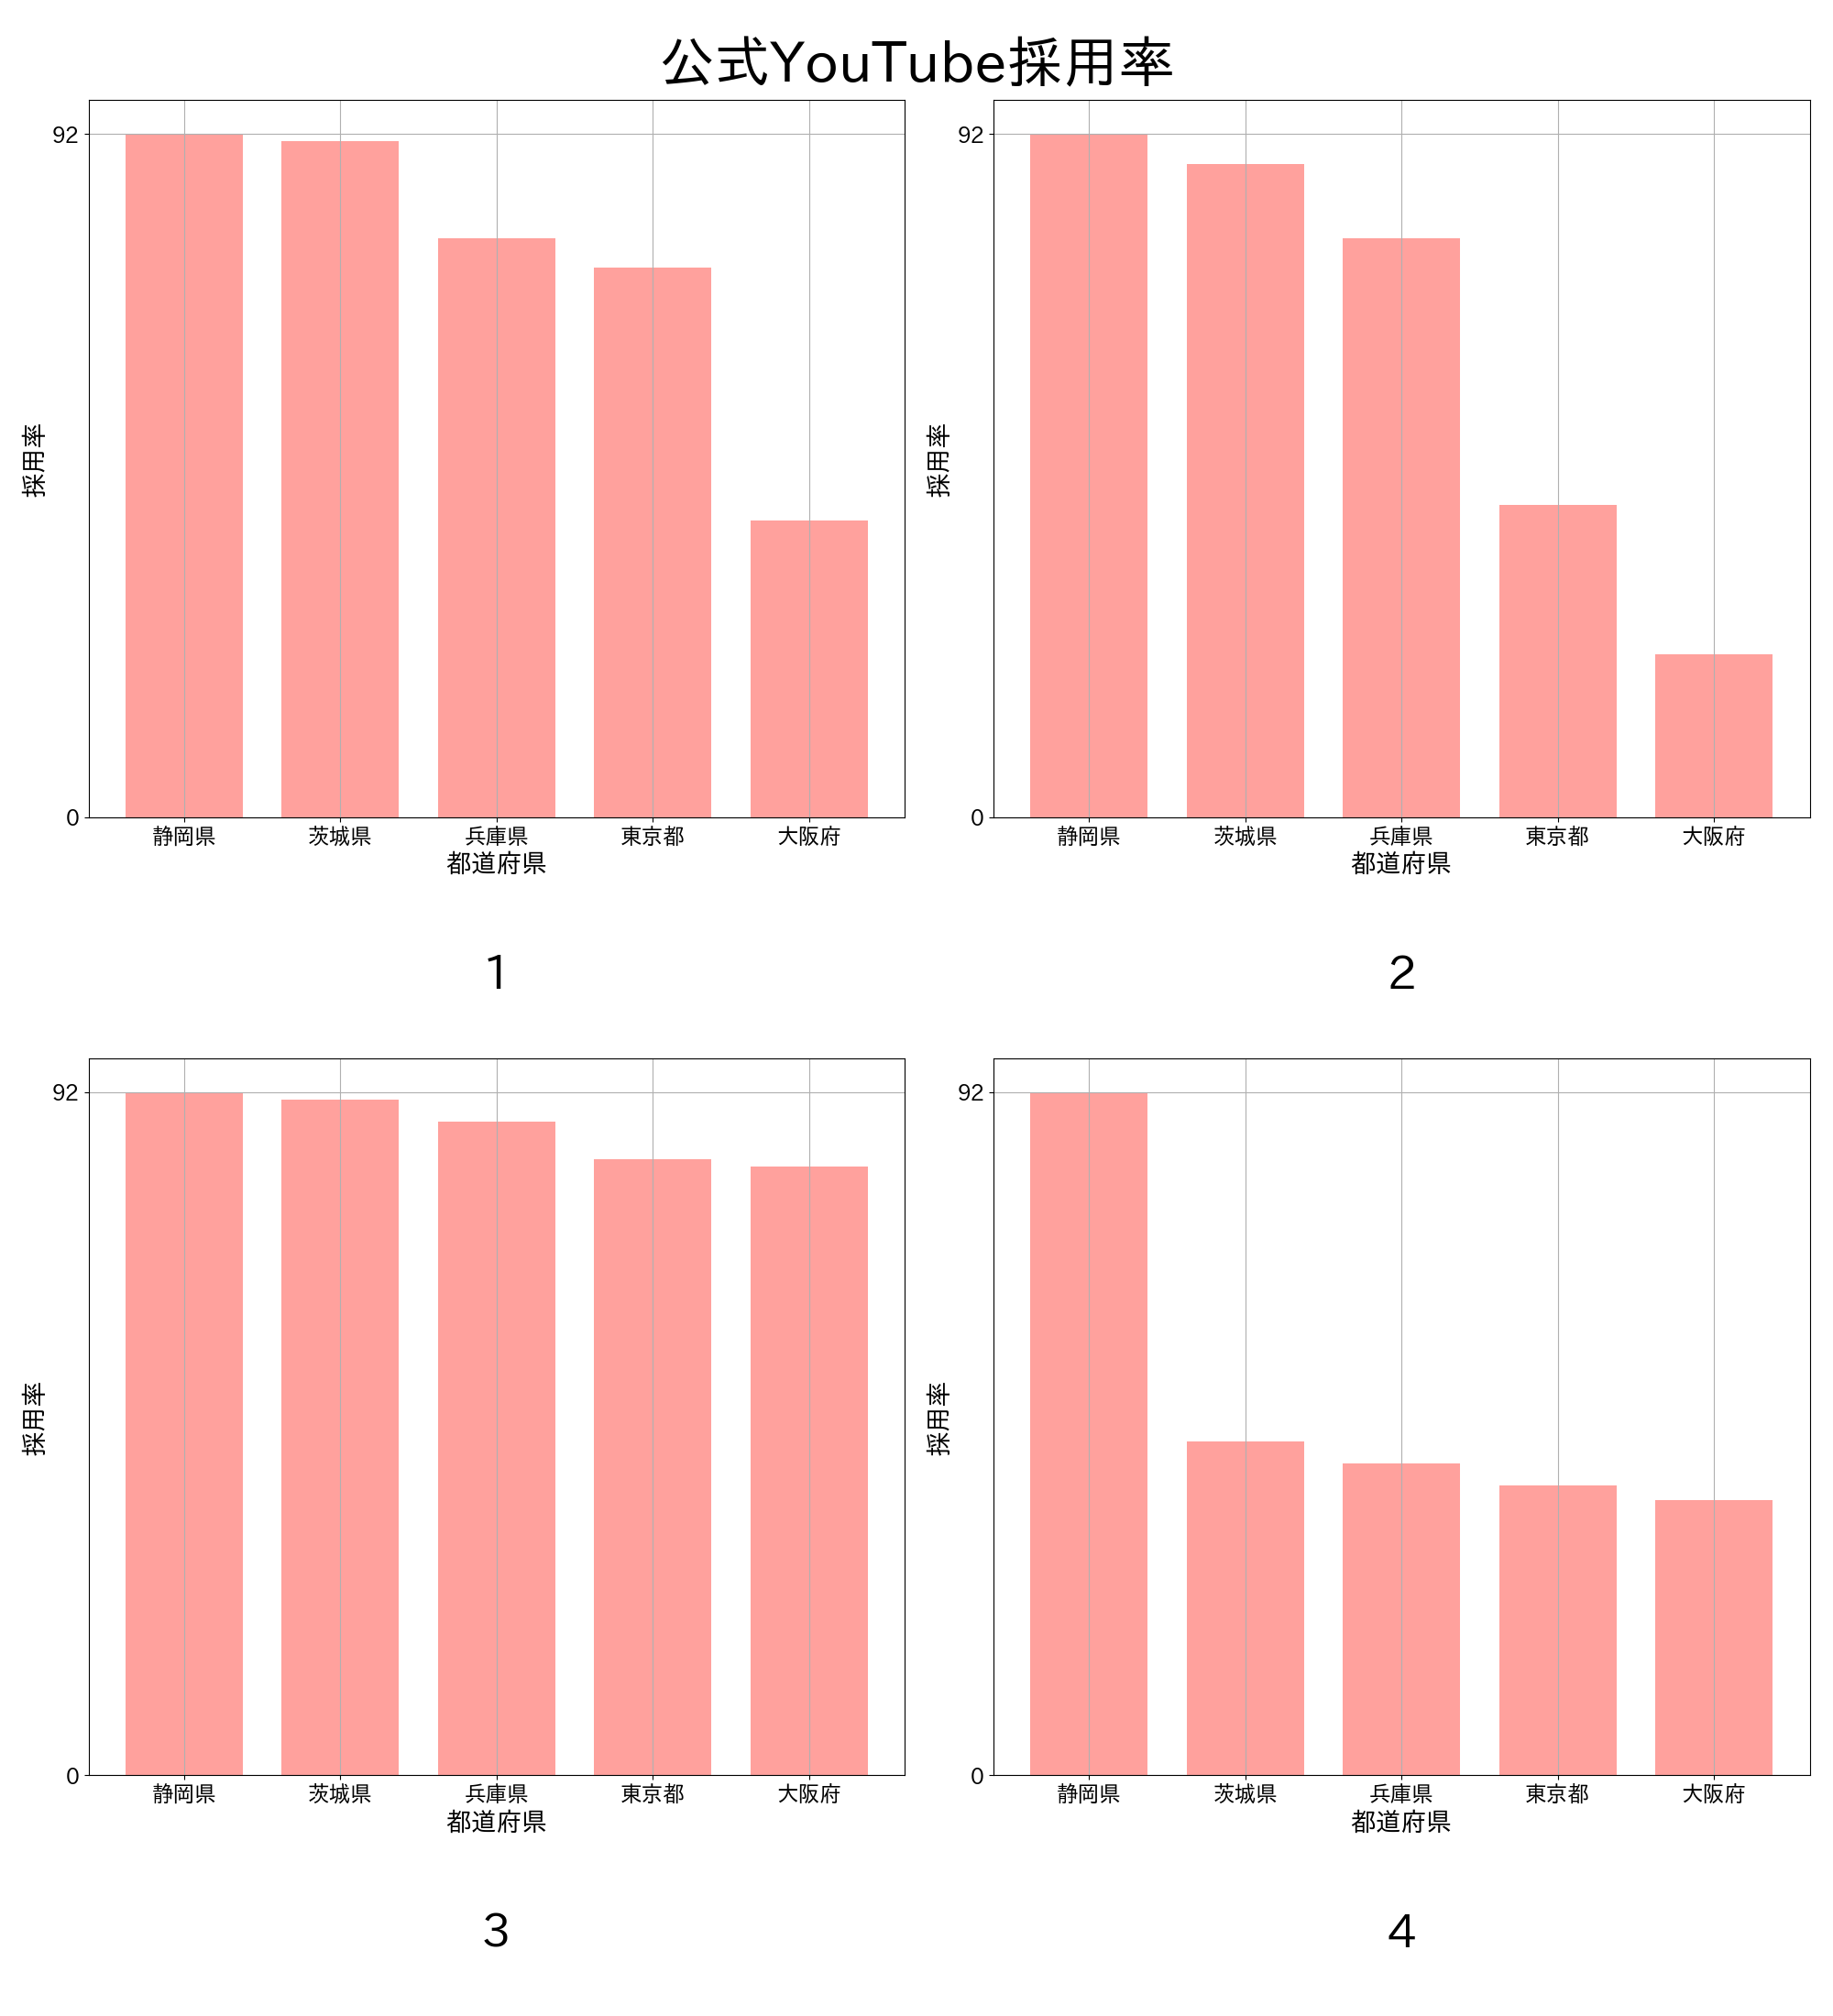 公式YouTube採用率
92
0
採用率
静岡県 茨城県 兵庫県 東京都 大阪府
都道府県
1
92
0
採用率
静岡県 茨城県 兵庫県 東京都 大阪府
都道府県
2
92
0
採用率
静岡県 茨城県 兵庫県 東京都 大阪府
都道府県
3
92
0
採用率
静岡県 茨城県 兵庫県 東京都 大阪府
都道府県
4